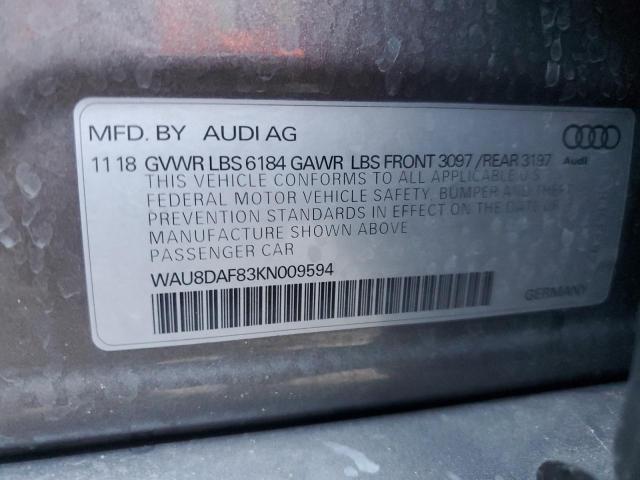 MFD. BY AUDI AG
11 18 GVWR LBS 6184 GAWR LBS FRONT 3097 /REAR 3197
Audi
THIS VEHICLE CONFORMS TO ALL APPLICABLE U.S.
FEDERAL MOTOR VEHICLE SAFETY, BUMPER AND THEFT
PREVENTION STANDARDS IN EFFECT ON THE DATE OF
MANUFACTURE SHOWN ABOVE
PASSENGER CAR
WAU8DAF83KN009594
GERMANY